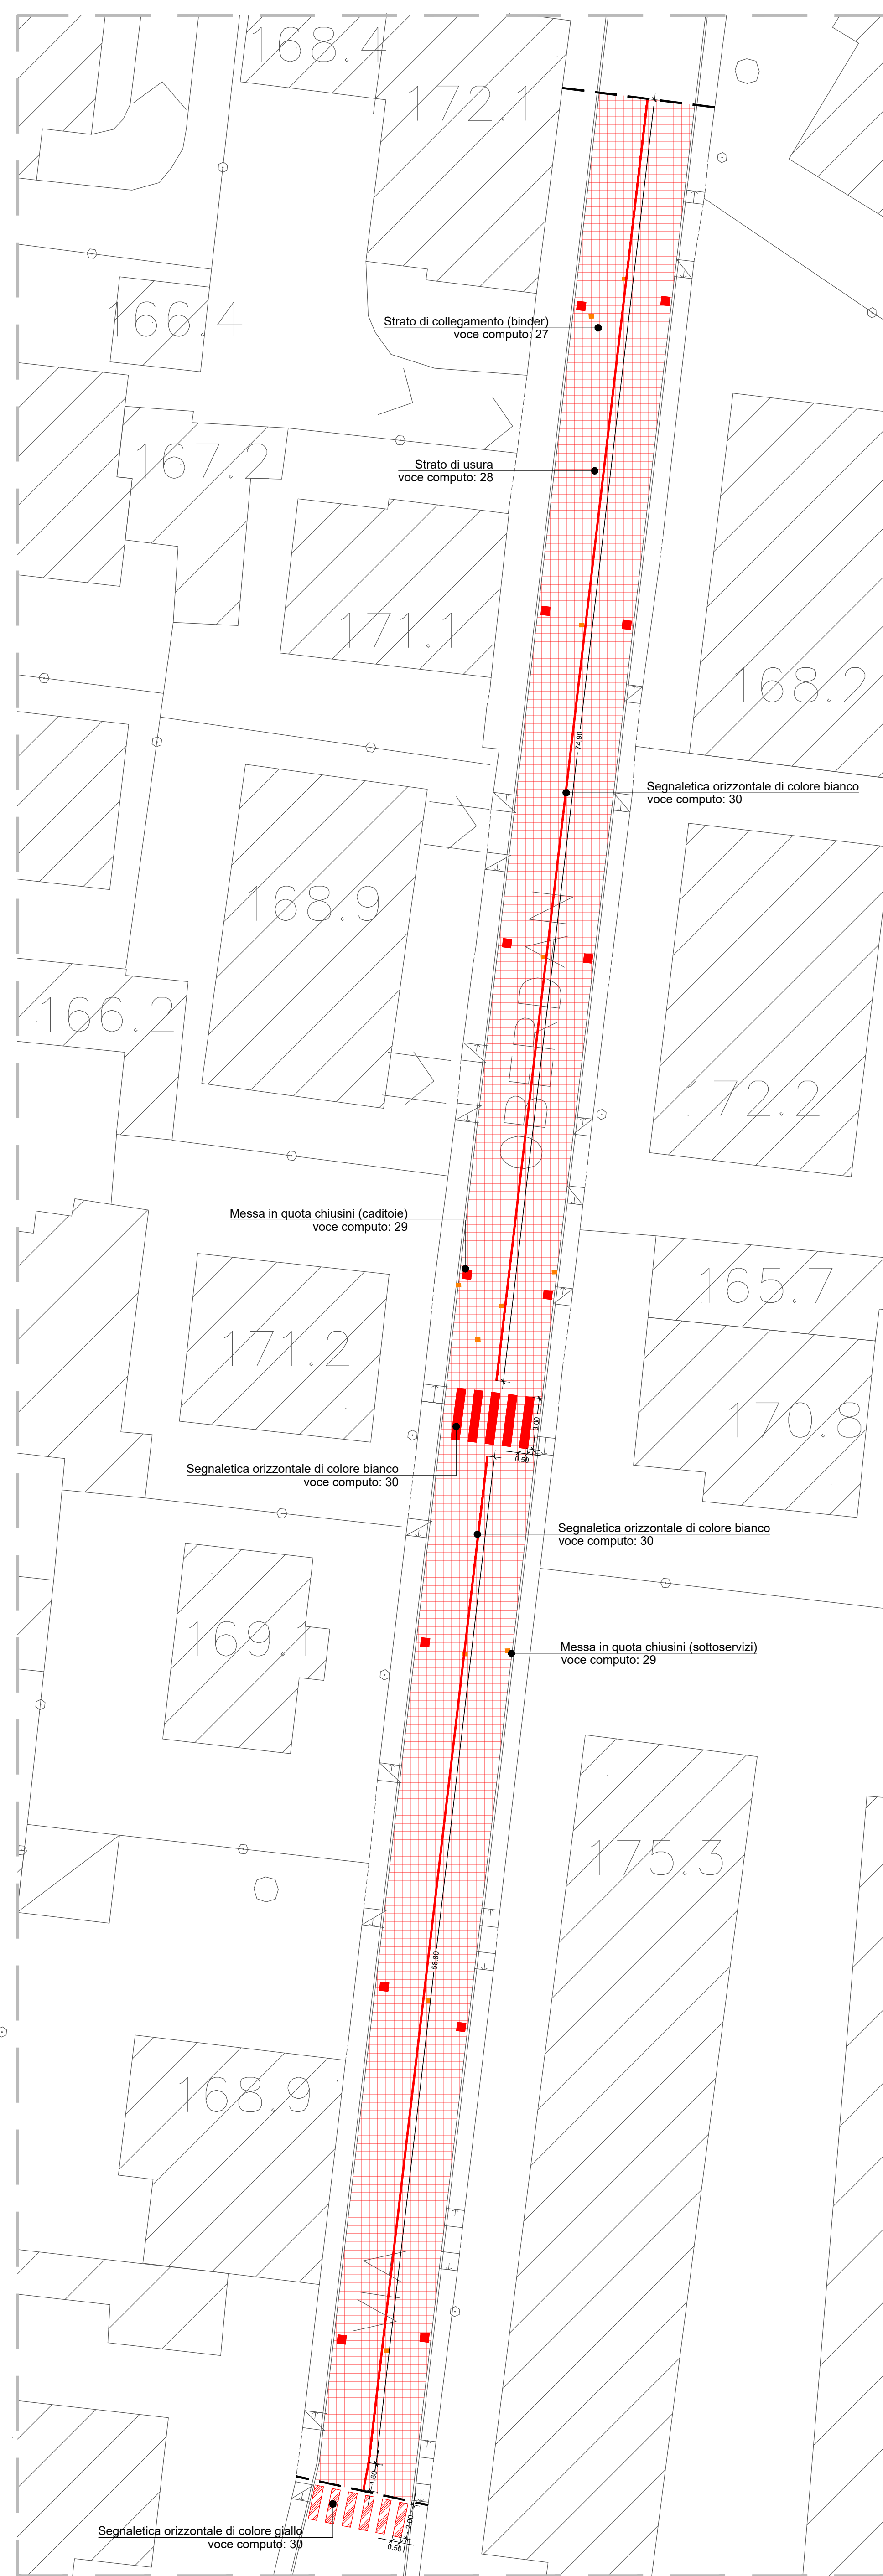 168.4
172.1
166.4
Strato di collegamento (binder)
voce computo: 27
167.2
Strato di usura
voce computo: 28
171.1
168.2
74.90
Segnaletica orizzontale di colore bianco
voce computo: 30
168.9
166.2
OBERDAN
172.2
Messa in quota chiusini (caditoie)
voce computo: 29
165.7
171.2
170.8
3.00
0.50
Segnaletica orizzontale di colore bianco
voce computo: 30
Segnaletica orizzontale di colore bianco
voce computo: 30
169.1
Messa in quota chiusini (sottoservizi)
voce computo: 29
175.3
58.80
168.9
VIA
1.60
2.00
0.50
Segnaletica orizzontale di colore giallo
voce computo: 30